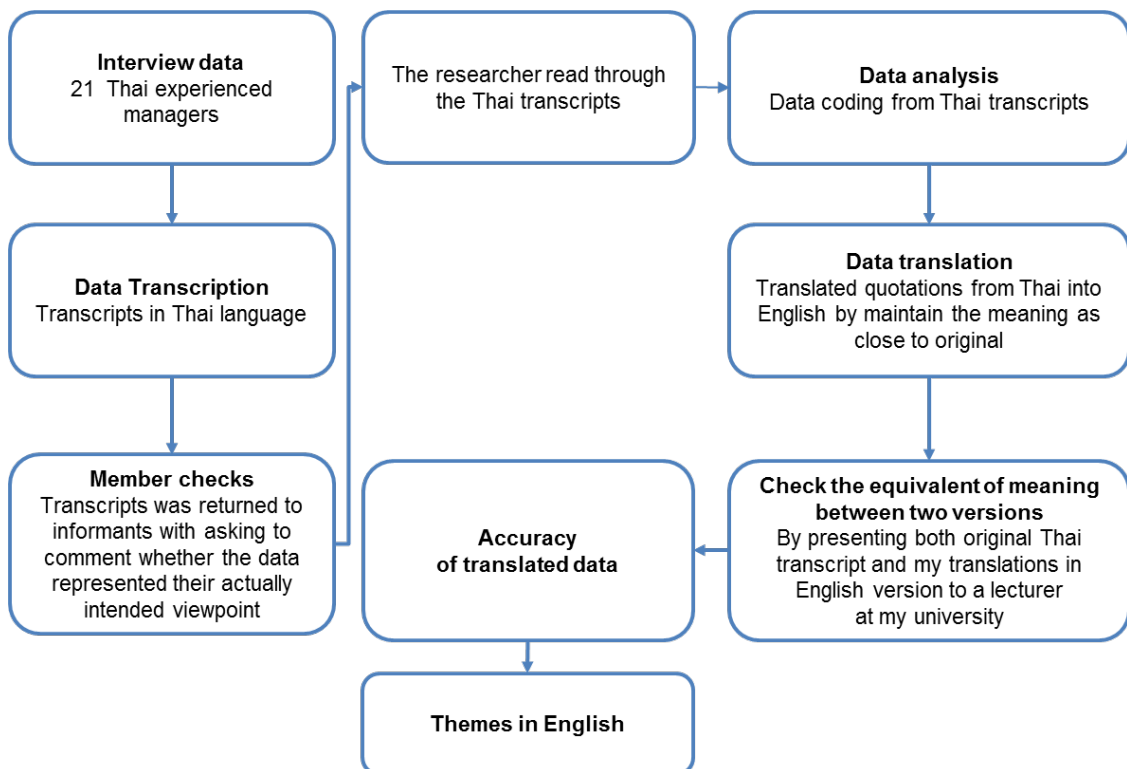 Interview data
21 Thai experienced
managers
Data Transcription
Transcripts in Thai language
Member checks
Transcripts was returned to
informants with asking to
comment whether the data
represented their actually
intended viewpoint
The researcher read through
the Thai transcripts
Data analysis
Data coding from Thai transcripts
Data translation
Translated quotations from Thai into
English by maintain the meaning as
close to original
Check the equivalent of meaning
between two versions
By presenting both original Thai
transcript and my translations in
English version to a lecturer
at my university
Accuracy
of translated data
Themes in English